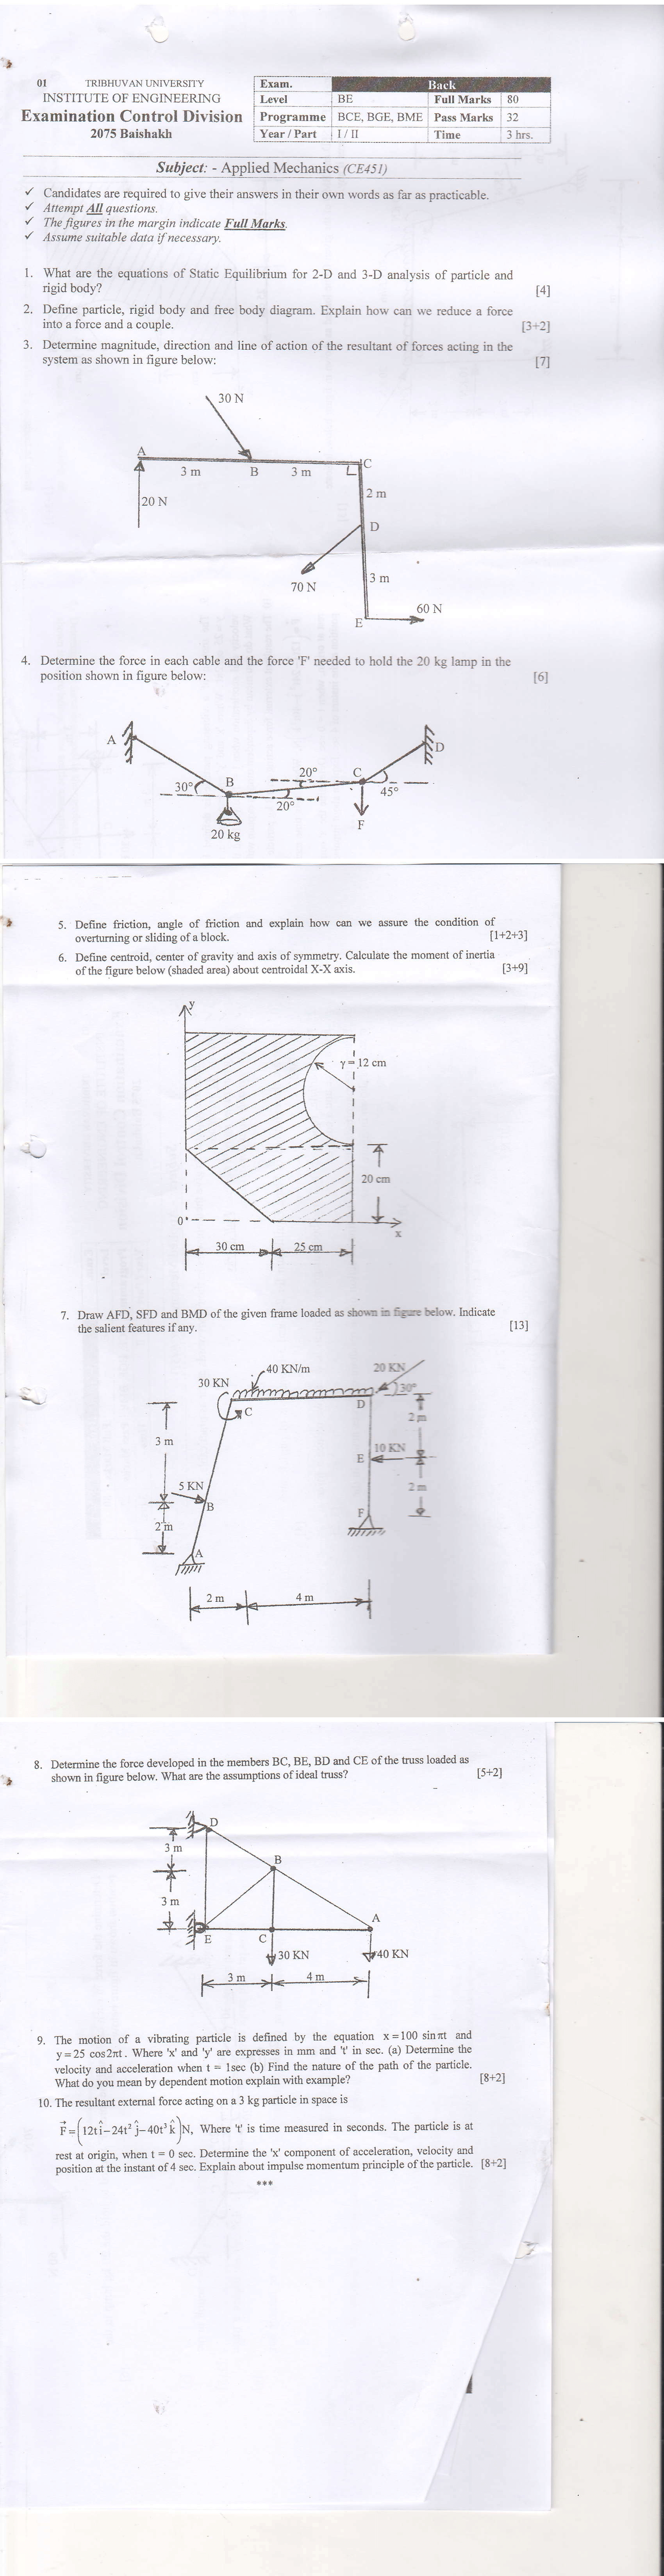 01 TRIBHUVAN UNIVERSITY
INSTITUTE OF ENGINEERING
Examination Control Division
2075 Baishakh
Exam. Back
Level BE Full Marks 80
Programme BCE, BGE, BME Pass Marks 32
Year / Part I / II Time 3 hrs.
Subject: - Applied Mechanics (CE451)
✓ Candidates are required to give their answers in their own words as far as practicable.
✓ Attempt All questions.
✓ The figures in the margin indicate Full Marks.
✓ Assume suitable data if necessary.
1. What are the equations of Static Equilibrium for 2-D and 3-D analysis of particle and
rigid body? [4]
2. Define particle, rigid body and free body diagram. Explain how can we reduce a force
into a force and a couple. [3+2]
3. Determine magnitude, direction and line of action of the resultant of forces acting in the
system as shown in figure below: [7]
30 N
A
3 m B 3 m C
2 m
20 N
D
70 N
3 m
60 N
E
4. Determine the force in each cable and the force 'F' needed to hold the 20 kg lamp in the
position shown in figure below: [6]
A
D
30° B 20° C
20° 45°
F
20 kg
5. Define friction, angle of friction and explain how can we assure the condition of
overturning or sliding of a block. [1+2+3]
6. Define centroid, center of gravity and axis of symmetry. Calculate the moment of inertia
of the figure below (shaded area) about centroidal X-X axis. [3+9]
y
γ = 12 cm
20 cm
0
x
30 cm 25 cm
7. Draw AFD, SFD and BMD of the given frame loaded as shown in figure below. Indicate
the salient features if any. [13]
40 KN/m 20 KN
30 KN 30°
C D
2 m
3 m
10 KN
E
5 KN
B 2 m
2 m F
A
2 m 4 m
8. Determine the force developed in the members BC, BE, BD and CE of the truss loaded as
shown in figure below. What are the assumptions of ideal truss? [5+2]
D
3 m
B
3 m
A
E C
30 KN 40 KN
3 m 4 m
9. The motion of a vibrating particle is defined by the equation x=100 sinπt and
y=25 cos2πt. Where 'x' and 'y' are expresses in mm and 't' in sec. (a) Determine the
velocity and acceleration when t = 1sec (b) Find the nature of the path of the particle.
What do you mean by dependent motion explain with example? [8+2]
10. The resultant external force acting on a 3 kg particle in space is
F⃗=(12tî−24t² ĵ−40t³ k̂)N, Where 't' is time measured in seconds. The particle is at
rest at origin, when t = 0 sec. Determine the 'x' component of acceleration, velocity and
position at the instant of 4 sec. Explain about impulse momentum principle of the particle. [8+2]
***